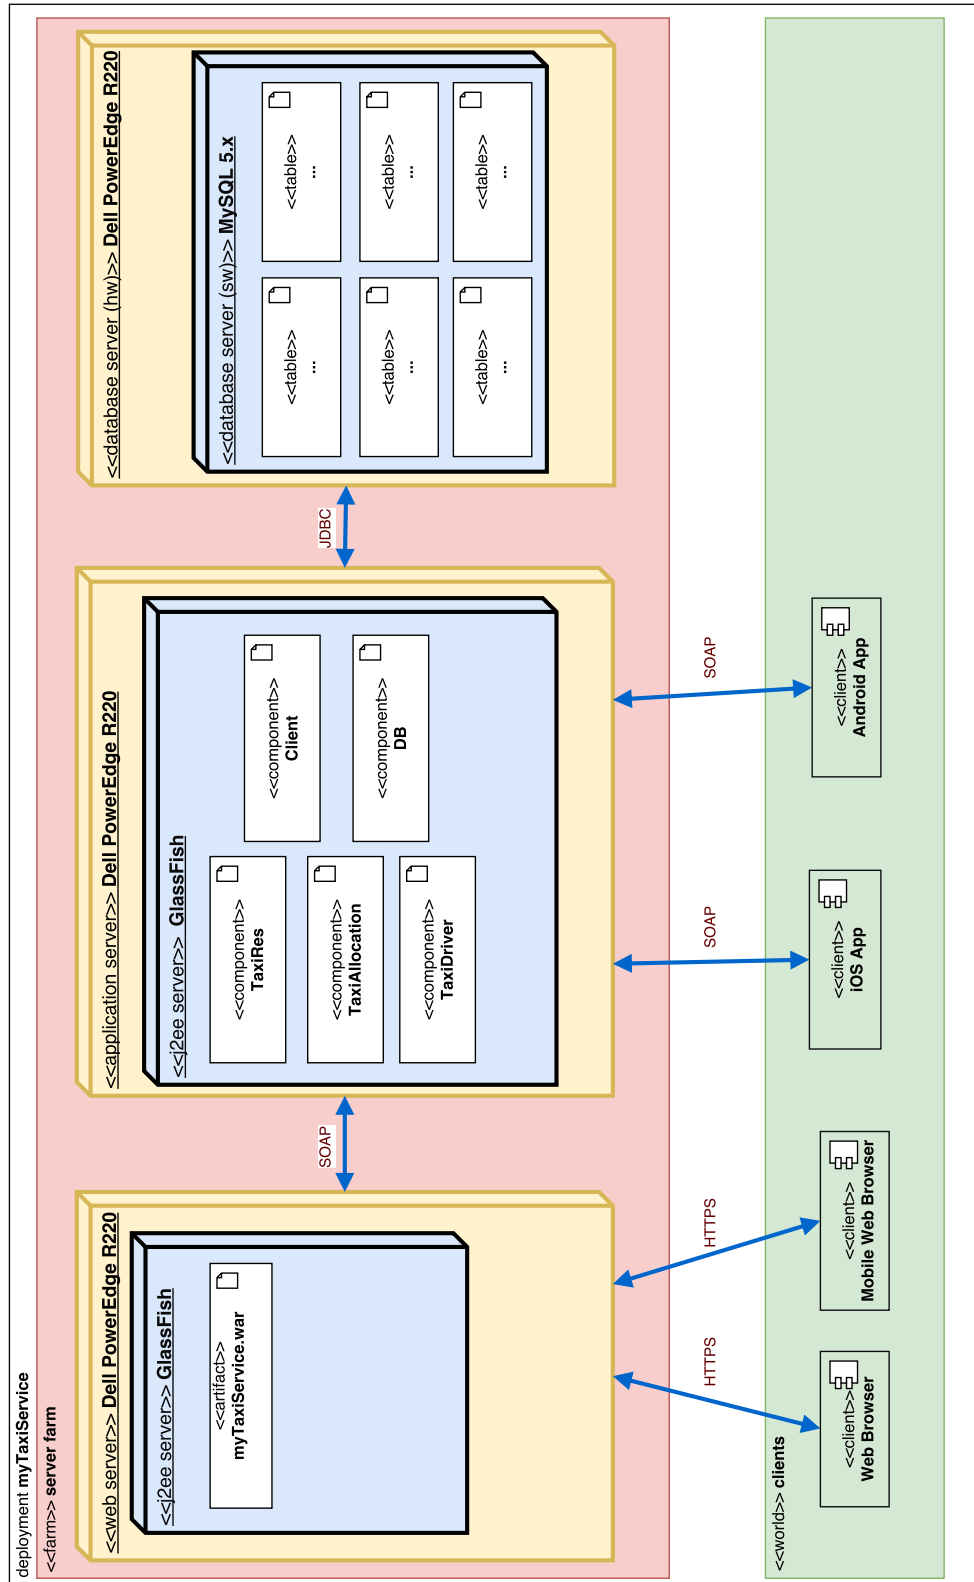 deployment myTaxiService
<<farm>> server farm
<<web server>> Dell PowerEdge R220
<<j2ee server>> GlassFish
<<artifact>>
myTaxiService.war
SOAP
<<application server>> Dell PowerEdge R220
<<j2ee server>> GlassFish
<<component>>
TaxiRes
<<component>>
TaxiAllocation
<<component>>
TaxiDriver
<<component>>
Client
<<component>>
DB
JDBC
<<database server (hw)>> Dell PowerEdge R220
<<database server (sw)>> MySQL 5.x
<<table>>
...
<<table>>
...
<<table>>
...
<<table>>
...
<<table>>
...
<<table>>
...
HTTPS
HTTPS
SOAP
SOAP
<<world>> clients
<<client>>
Web Browser
<<client>>
Mobile Web Browser
<<client>>
iOS App
<<client>>
Android App